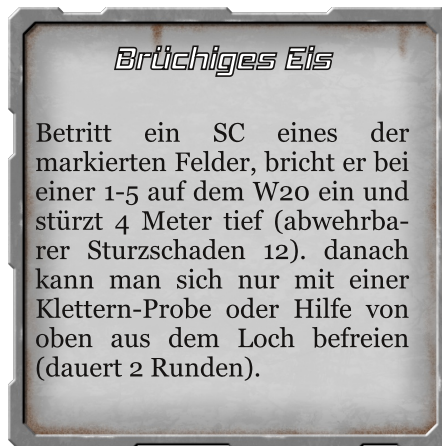 Brüchiges Eis
Betritt ein SC eines der
markierten Felder, bricht er bei
einer 1-5 auf dem W20 ein und
stürzt 4 Meter tief (abwehrba-
rer Sturzschaden 12). danach
kann man sich nur mit einer
Klettern-Probe oder Hilfe von
oben aus dem Loch befreien
(dauert 2 Runden).